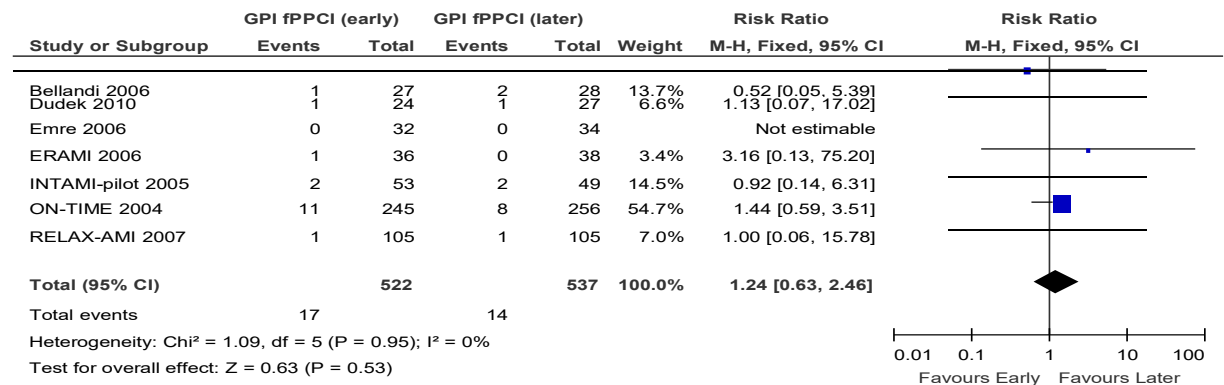 GPI fPPCI (early) GPI fPPCI (later) Risk Ratio Risk Ratio
Study or Subgroup Events Total Events Total Weight M-H, Fixed, 95% CI M-H, Fixed, 95% CI
Bellandi 2006 1 27 2 28 13.7% 0.52 [0.05, 5.39]
Dudek 2010 1 24 1 27 6.6% 1.13 [0.07, 17.02]
Emre 2006 0 32 0 34 Not estimable
ERAMI 2006 1 36 0 38 3.4% 3.16 [0.13, 75.20]
INTAMI-pilot 2005 2 53 2 49 14.5% 0.92 [0.14, 6.31]
ON-TIME 2004 11 245 8 256 54.7% 1.44 [0.59, 3.51]
RELAX-AMI 2007 1 105 1 105 7.0% 1.00 [0.06, 15.78]
Total (95% CI) 522 537 100.0% 1.24 [0.63, 2.46]
Total events 17 14
Heterogeneity: Chi² = 1.09, df = 5 (P = 0.95); I² = 0%
Test for overall effect: Z = 0.63 (P = 0.53)
0.01 0.1 1 10 100
Favours Early Favours Later